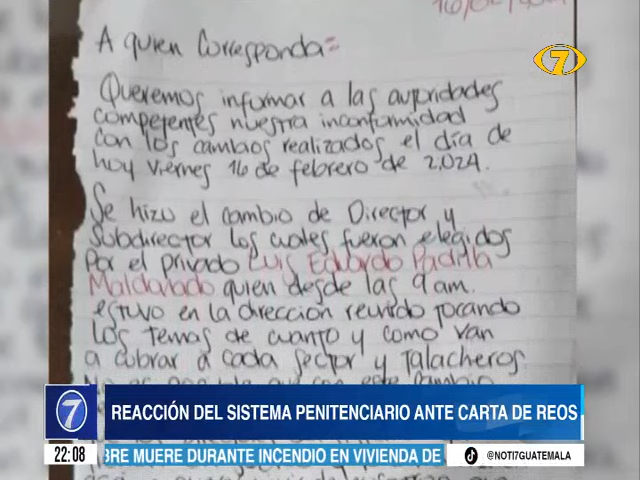 A quien Corresponda=
7
Queremos informar a las autoridades
competentes nuestra inconformidad
con los cambios realizados el día de
hoy viernes 16 de febrero de 2,024.
Se hizo el cambio de Director y
Subdirector los cuales fueron elegidos
Por el privado Luis Eduardo Padilla
Maldonado quien desde las 9 am.
estuvo en la dirección reunido tocando
los temas de cuanto y como van
a cobrar a cada sector y Talacheros
7 REACCIÓN DEL SISTEMA PENITENCIARIO ANTE CARTA DE REOS
22:08 BRE MUERE DURANTE INCENDIO EN VIVIENDA DE @NOTI7GUATEMALA